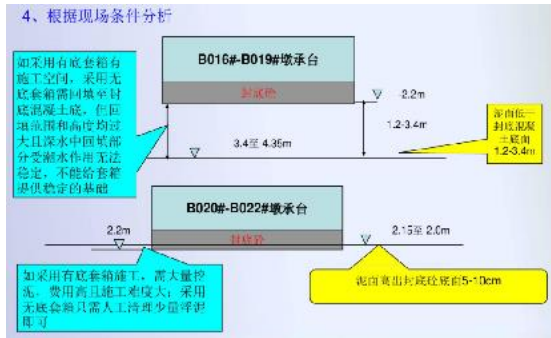 4、根据现场条件分析
如采用有底套箱有
施工空间，采用无
底套箱需回填至封
底混凝土底，但回
填范围和高度均过
大且深水中回填部
分受潮水作用无法
稳定，不能给套箱
提供稳定的基础
B016#-B019#墩承台
封底砼
-2.2m
1.2-3.4m
3.4至 4.35m
泥面低于
封底混凝
土底面
1.2-3.4m
B020#-B022#墩承台
封底砼
2.2m
2.15至 2.0m
如采用有底套箱施工，需大量挖
泥，费用高且施工难度大；采用
无底套箱只需人工清理少量浮泥
即可
泥面高出封底砼底面5-10cm